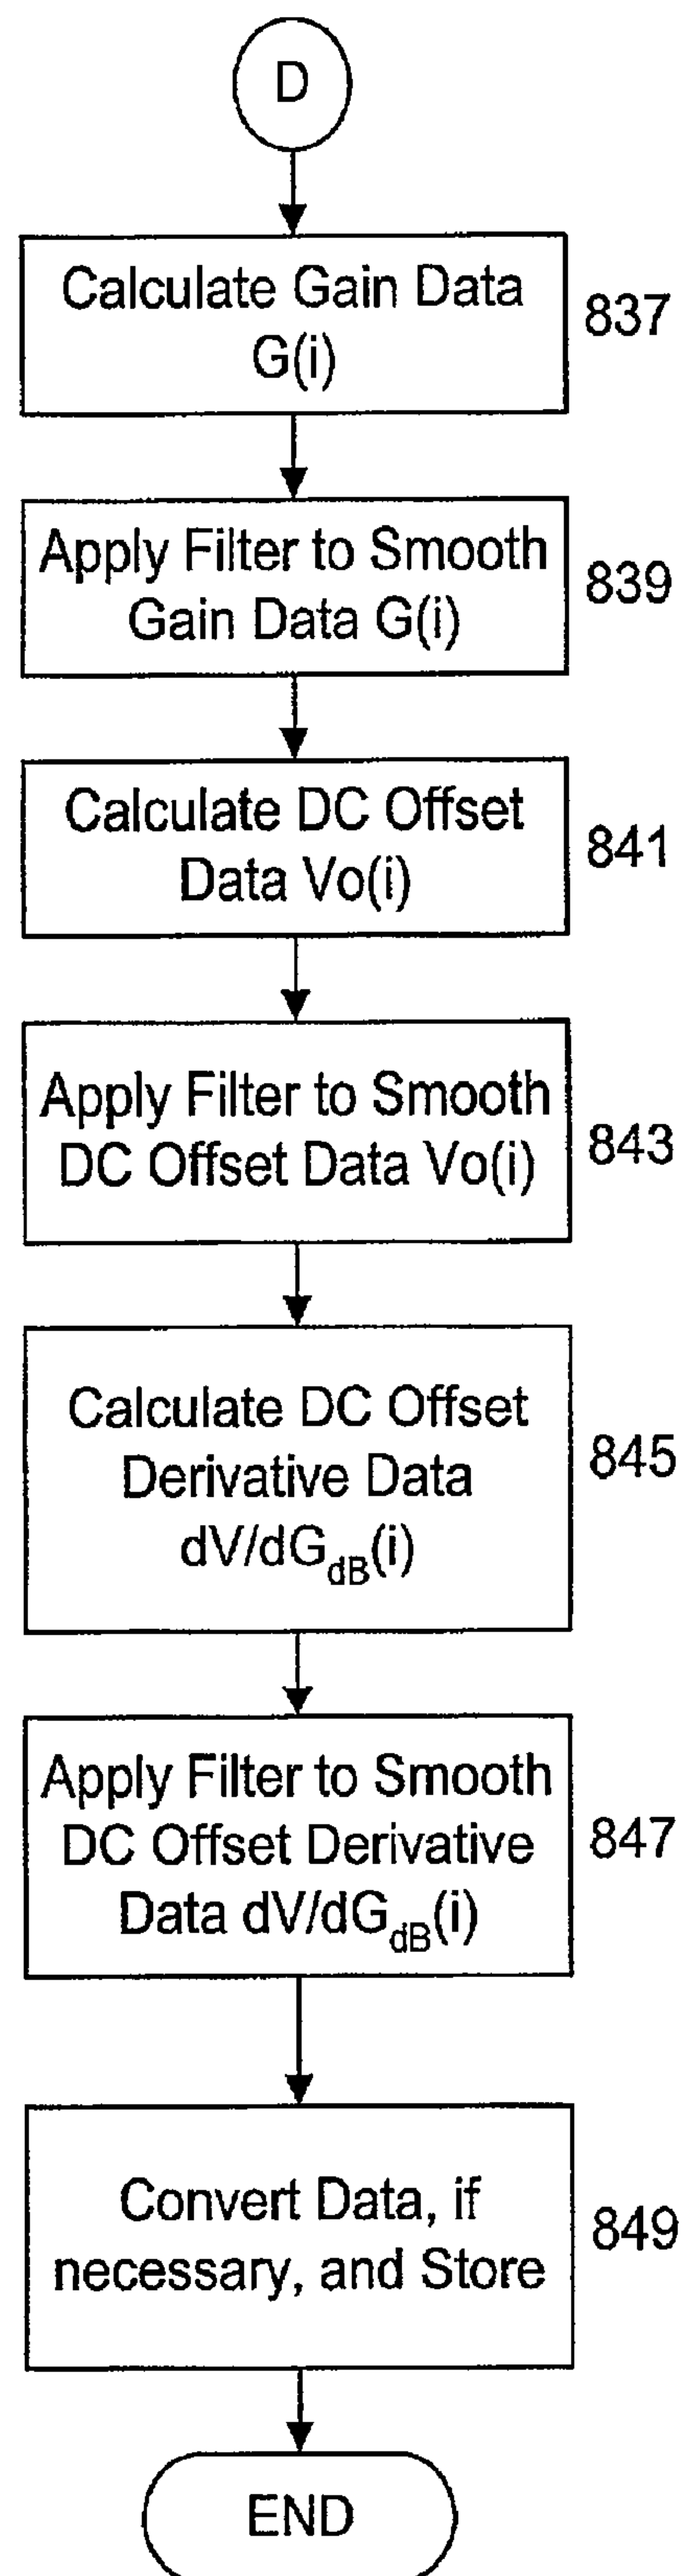 D
Calculate Gain Data
G(i)
837
Apply Filter to Smooth
Gain Data G(i)
839
Calculate DC Offset
Data Vo(i)
841
Apply Filter to Smooth
DC Offset Data Vo(i)
843
Calculate DC Offset
Derivative Data
dV/dG_dB(i)
845
Apply Filter to Smooth
DC Offset Derivative
Data dV/dG_dB(i)
847
Convert Data, if
necessary, and Store
849
END